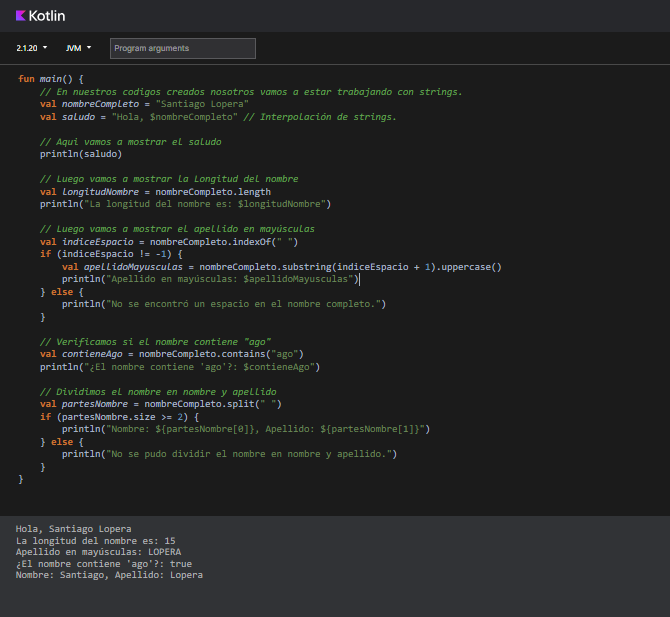 Kotlin
2.1.20 JVM Program arguments
fun main() {
// En nuestros codigos creados nosotros vamos a estar trabajando con strings.
val nombreCompleto = "Santiago Lopera"
val saludo = "Hola, $nombreCompleto" // Interpolación de strings.
// Aqui vamos a mostrar el saludo
println(saludo)
// Luego vamos a mostrar la Longitud del nombre
val LongitudNombre = nombreCompleto.length
println("La longitud del nombre es: $longitudNombre")
// Luego vamos a mostrar el apellido en mayúsculas
val indiceEspacio = nombreCompleto.indexOf(" ")
if (indiceEspacio != -1) {
val apellidoMayusculas = nombreCompleto.substring(indiceEspacio + 1).uppercase()
println("Apellido en mayúsculas: $apellidoMayusculas")
} else {
println("No se encontró un espacio en el nombre completo.")
}
// Verificamos si el nombre contiene "ago"
val contieneAgo = nombreCompleto.contains("ago")
println("¿El nombre contiene 'ago'?: $contieneAgo")
// Dividimos el nombre en nombre y apellido
val partesNombre = nombreCompleto.split(" ")
if (partesNombre.size >= 2) {
println("Nombre: ${partesNombre[0]}, Apellido: ${partesNombre[1]}")
} else {
println("No se pudo dividir el nombre en nombre y apellido.")
}
}
Hola, Santiago Lopera
La longitud del nombre es: 15
Apellido en mayúsculas: LOPERA
¿El nombre contiene 'ago'?: true
Nombre: Santiago, Apellido: Lopera